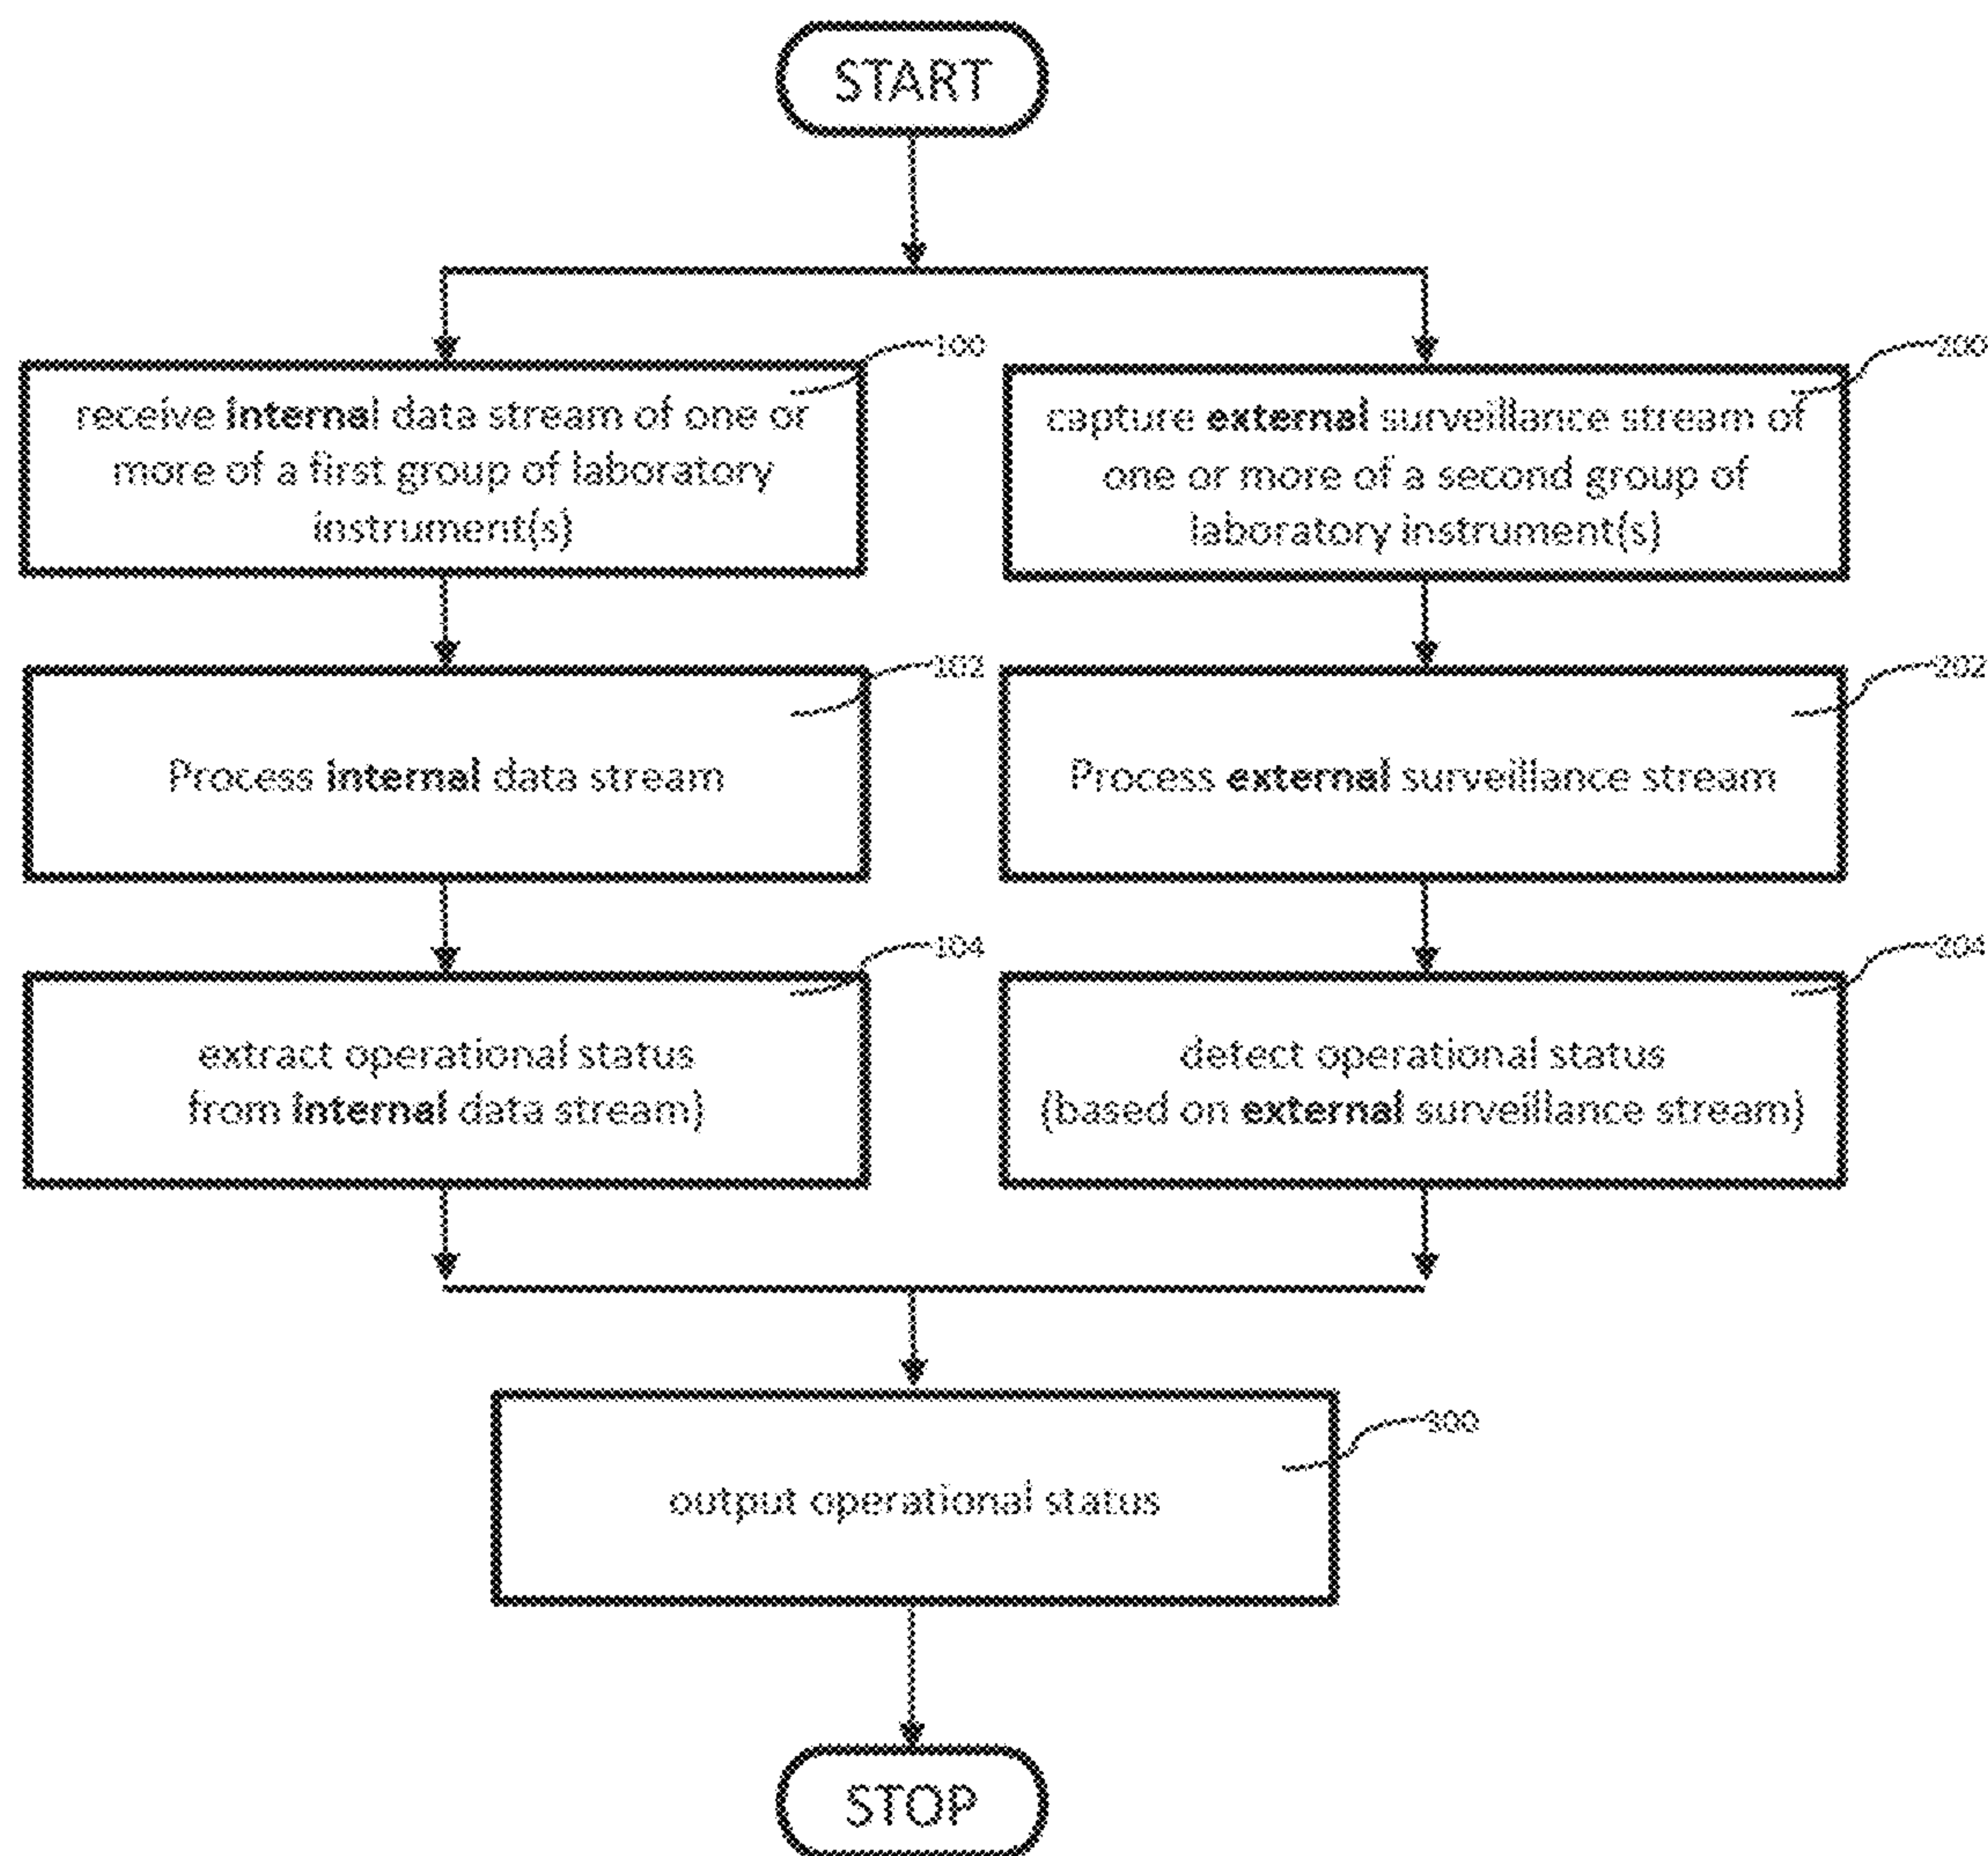 START
100
receive internal data stream of one or
more of a first group of laboratory
instrument(s)
200
capture external surveillance stream of
one or more of a second group of
laboratory instrument(s)
102
Process internal data stream
202
Process external surveillance stream
104
extract operational status
from internal data stream)
204
detect operational status
(based on external surveillance stream)
300
output operational status
STOP